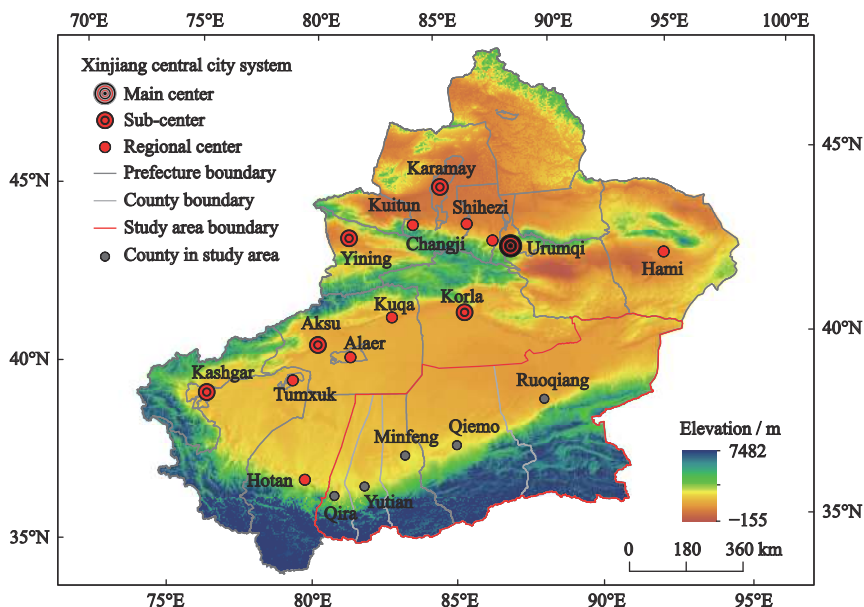 70°E 75°E 80°E 85°E 90°E 95°E 100°E
Xinjiang central city system
Main center
Sub-center
Regional center
Prefecture boundary
County boundary
Study area boundary
County in study area
45°N
45°N
Karamay
Kuitun
Shihezi
Changji
Urumqi
Yining
Hami
Korla
Kuqa
Aksu
Alaer
40°N
40°N
Kashgar
Tumxuk
Ruoqiang
Qiemo
Minfeng
Hotan
Yutian
Qira
Elevation / m
7482
−155
35°N
35°N
0 180 360 km
75°E 80°E 85°E 90°E 95°E